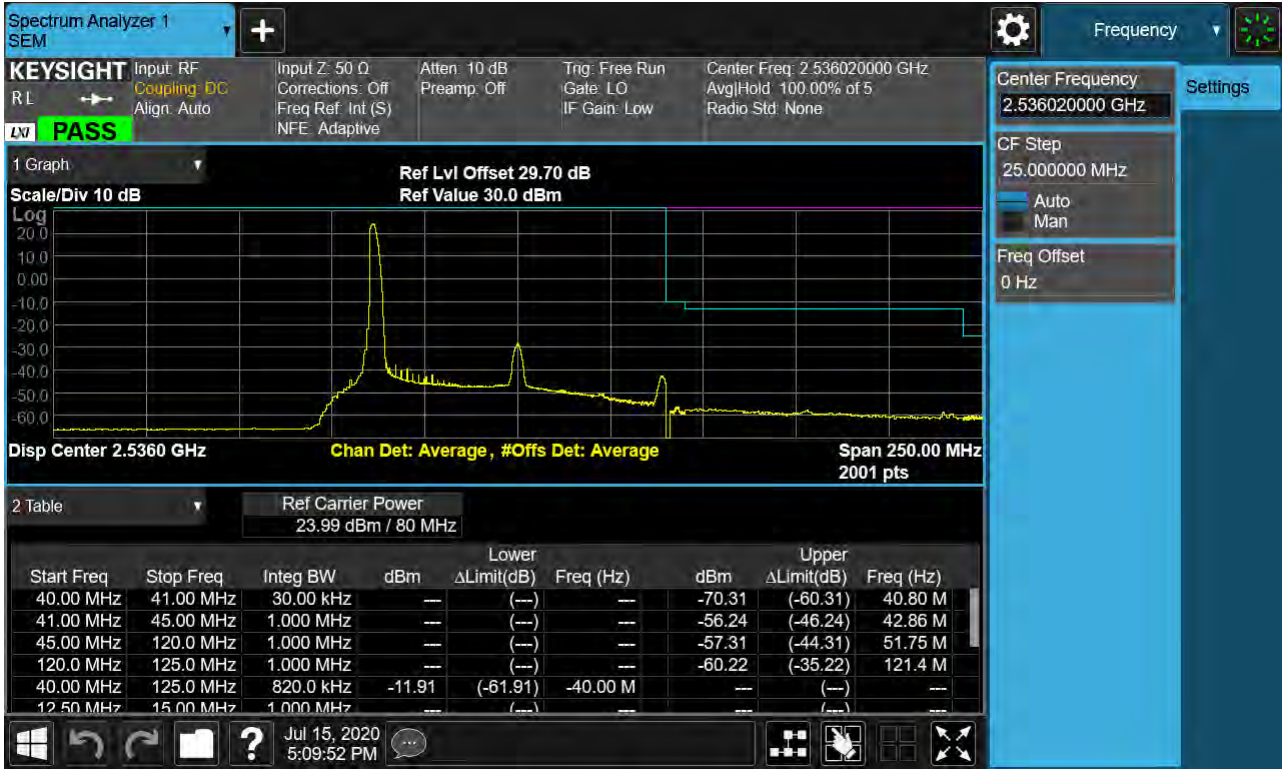 Spectrum Analyzer 1
SEM
Frequency
KEYSIGHT
R L
LXI
PASS
Input: RF
Coupling: DC
Align: Auto
Input Z: 50 Ω
Corrections: Off
Freq Ref: Int (S)
NFE: Adaptive
Atten: 10 dB
Preamp: Off
Trig: Free Run
Gate: LO
IF Gain: Low
Center Freq: 2.536020000 GHz
Avg|Hold: 100.00% of 5
Radio Std: None
Center Frequency
2.536020000 GHz
Settings
CF Step
25.000000 MHz
Auto
Man
Freq Offset
0 Hz
1 Graph
Ref Lvl Offset 29.70 dB
Scale/Div 10 dB
Ref Value 30.0 dBm
Log
20.0
10.0
0.00
-10.0
-20.0
-30.0
-40.0
-50.0
-60.0
Disp Center 2.5360 GHz
Chan Det: Average, #Offs Det: Average
Span 250.00 MHz
2001 pts
2 Table
Ref Carrier Power
23.99 dBm / 80 MHz
Lower Upper
Start Freq Stop Freq Integ BW dBm ΔLimit(dB) Freq (Hz) dBm ΔLimit(dB) Freq (Hz)
40.00 MHz 41.00 MHz 30.00 kHz --- (---) --- -70.31 (-60.31) 40.80 M
41.00 MHz 45.00 MHz 1.000 MHz --- (---) --- -56.24 (-46.24) 42.86 M
45.00 MHz 120.0 MHz 1.000 MHz --- (---) --- -57.31 (-44.31) 51.75 M
120.0 MHz 125.0 MHz 1.000 MHz --- (---) --- -60.22 (-35.22) 121.4 M
40.00 MHz 125.0 MHz 820.0 kHz -11.91 (-61.91) -40.00 M --- (---) ---
12.50 MHz 15.00 MHz 1.000 MHz --- (---) --- --- (---) ---
?
Jul 15, 2020
5:09:52 PM